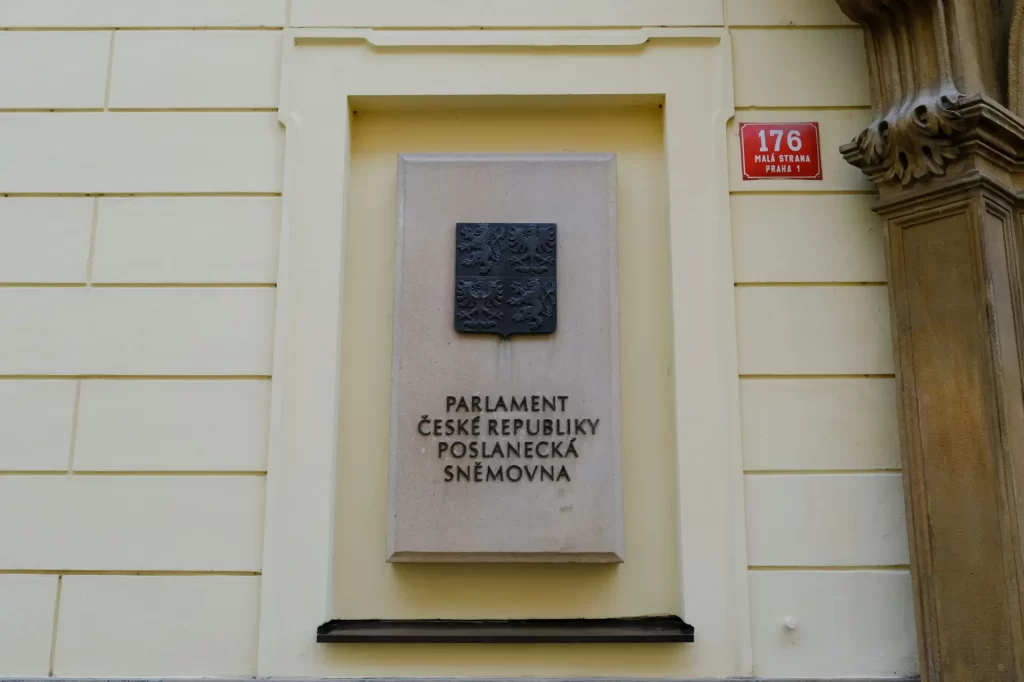 PARLAMENT
ČESKÉ REPUBLIKY
POSLANECKÁ
SNĚMOVNA
176
MALÁ STRANA
PRAHA 1